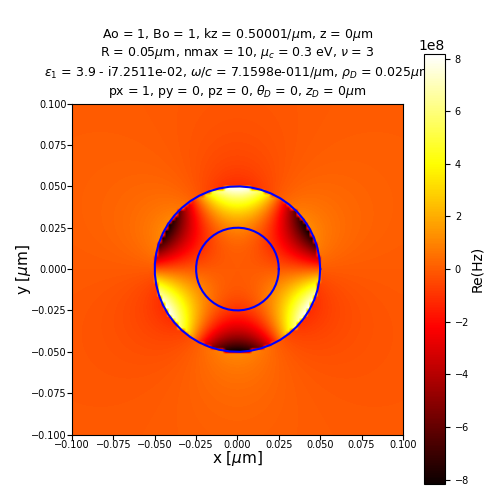 Ao = 1, Bo = 1, kz = 0.50001/μm, z = 0μm
R = 0.05μm, nmax = 10, μc = 0.3 eV, ν = 3
ε1 = 3.9 - i7.2511e-02, ω/c = 7.1598e-011/μm, ρD = 0.025μm
px = 1, py = 0, pz = 0, θD = 0, zD = 0μm
1e8
0.100
0.075
0.050
0.025
0.000
−0.025
−0.050
−0.075
−0.100
y [μm]
−0.100 −0.075 −0.050 −0.025 0.000 0.025 0.050 0.075 0.100
x [μm]
8
6
4
2
0
−2
−4
−6
−8
Re(Hz)